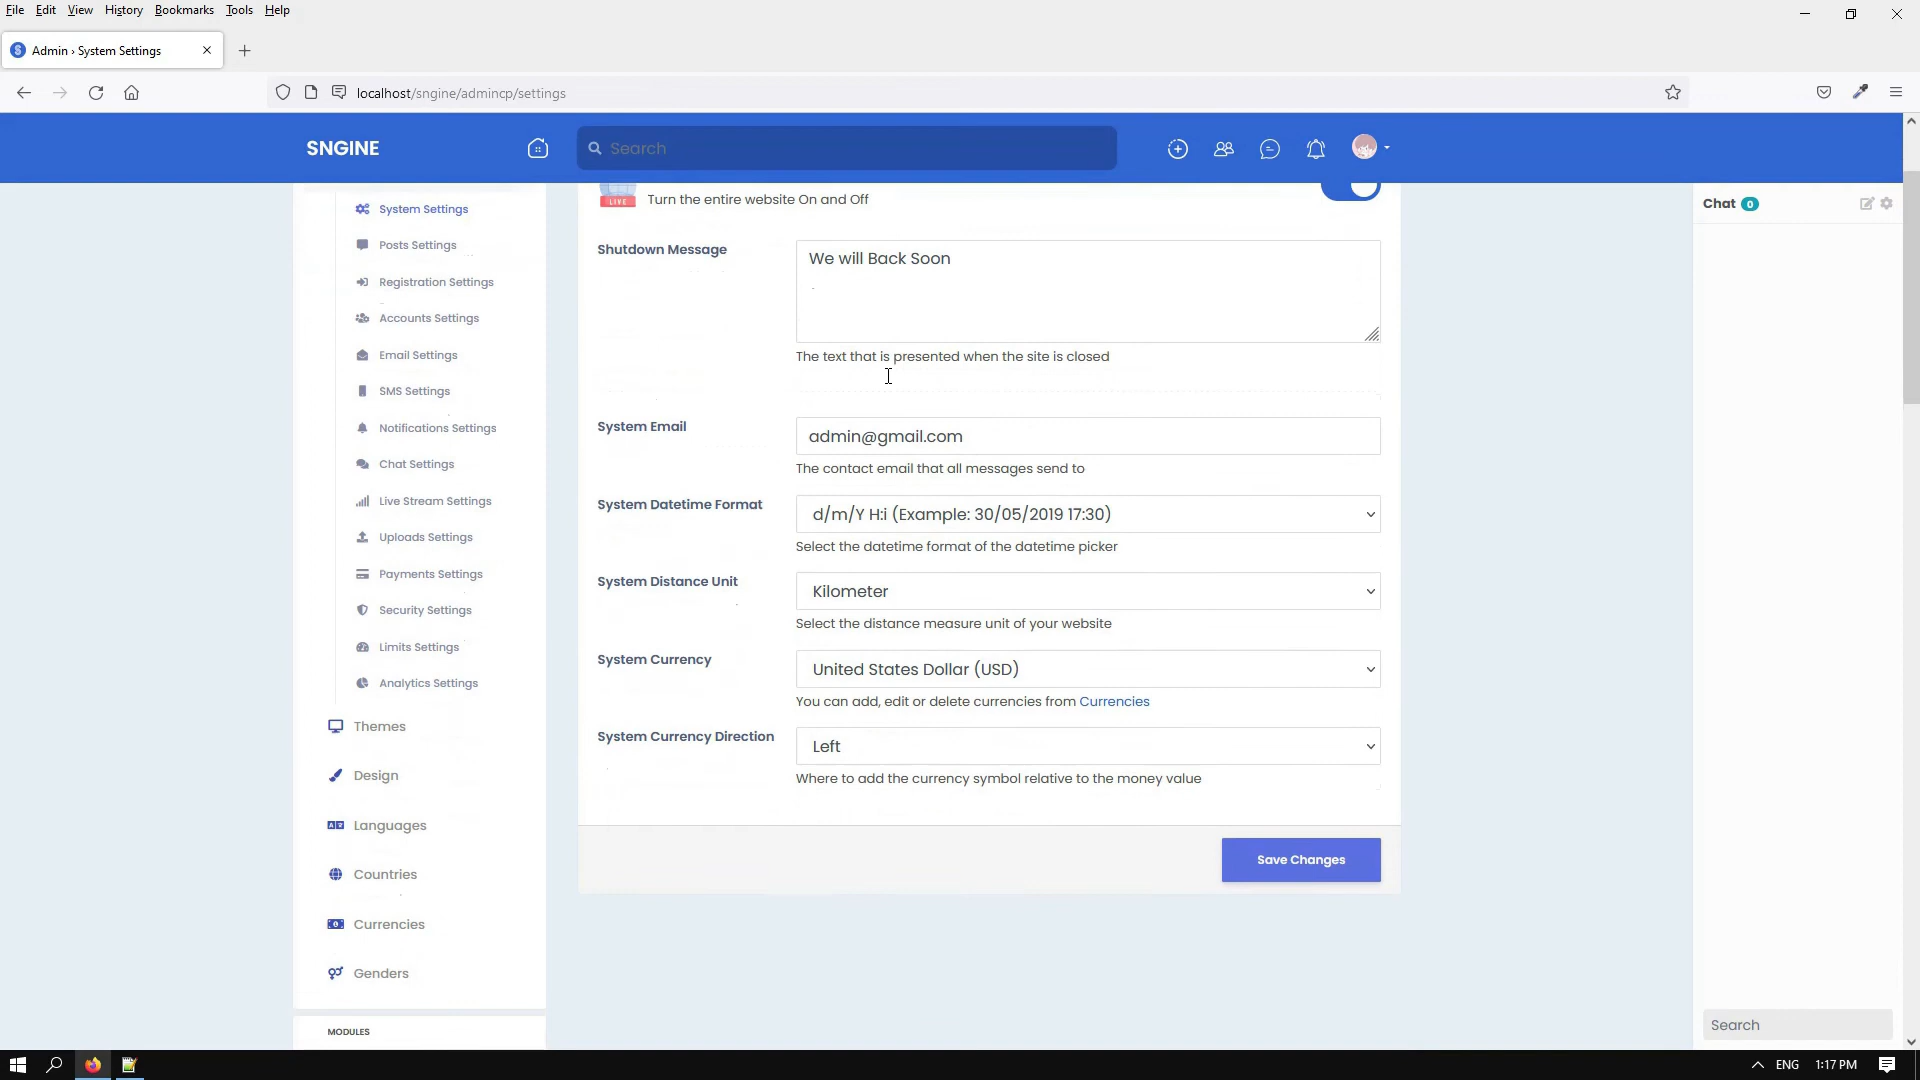 File Edit View History Bookmarks Tools Help
Admin › System Settings
localhost/sngine/admincp/settings
SNGINE
Search
System Settings
Posts Settings
Registration Settings
Accounts Settings
Email Settings
SMS Settings
Notifications Settings
Chat Settings
Live Stream Settings
Uploads Settings
Payments Settings
Security Settings
Limits Settings
Analytics Settings
Themes
Design
Languages
Countries
Currencies
Genders
MODULES
LIVE
Turn the entire website On and Off
Shutdown Message
We will Back Soon
The text that is presented when the site is closed
System Email
admin@gmail.com
The contact email that all messages send to
System Datetime Format
d/m/Y H:i (Example: 30/05/2019 17:30)
Select the datetime format of the datetime picker
System Distance Unit
Kilometer
Select the distance measure unit of your website
System Currency
United States Dollar (USD)
You can add, edit or delete currencies from Currencies
System Currency Direction
Left
Where to add the currency symbol relative to the money value
Save Changes
Chat 0
Search
ENG 1:17 PM